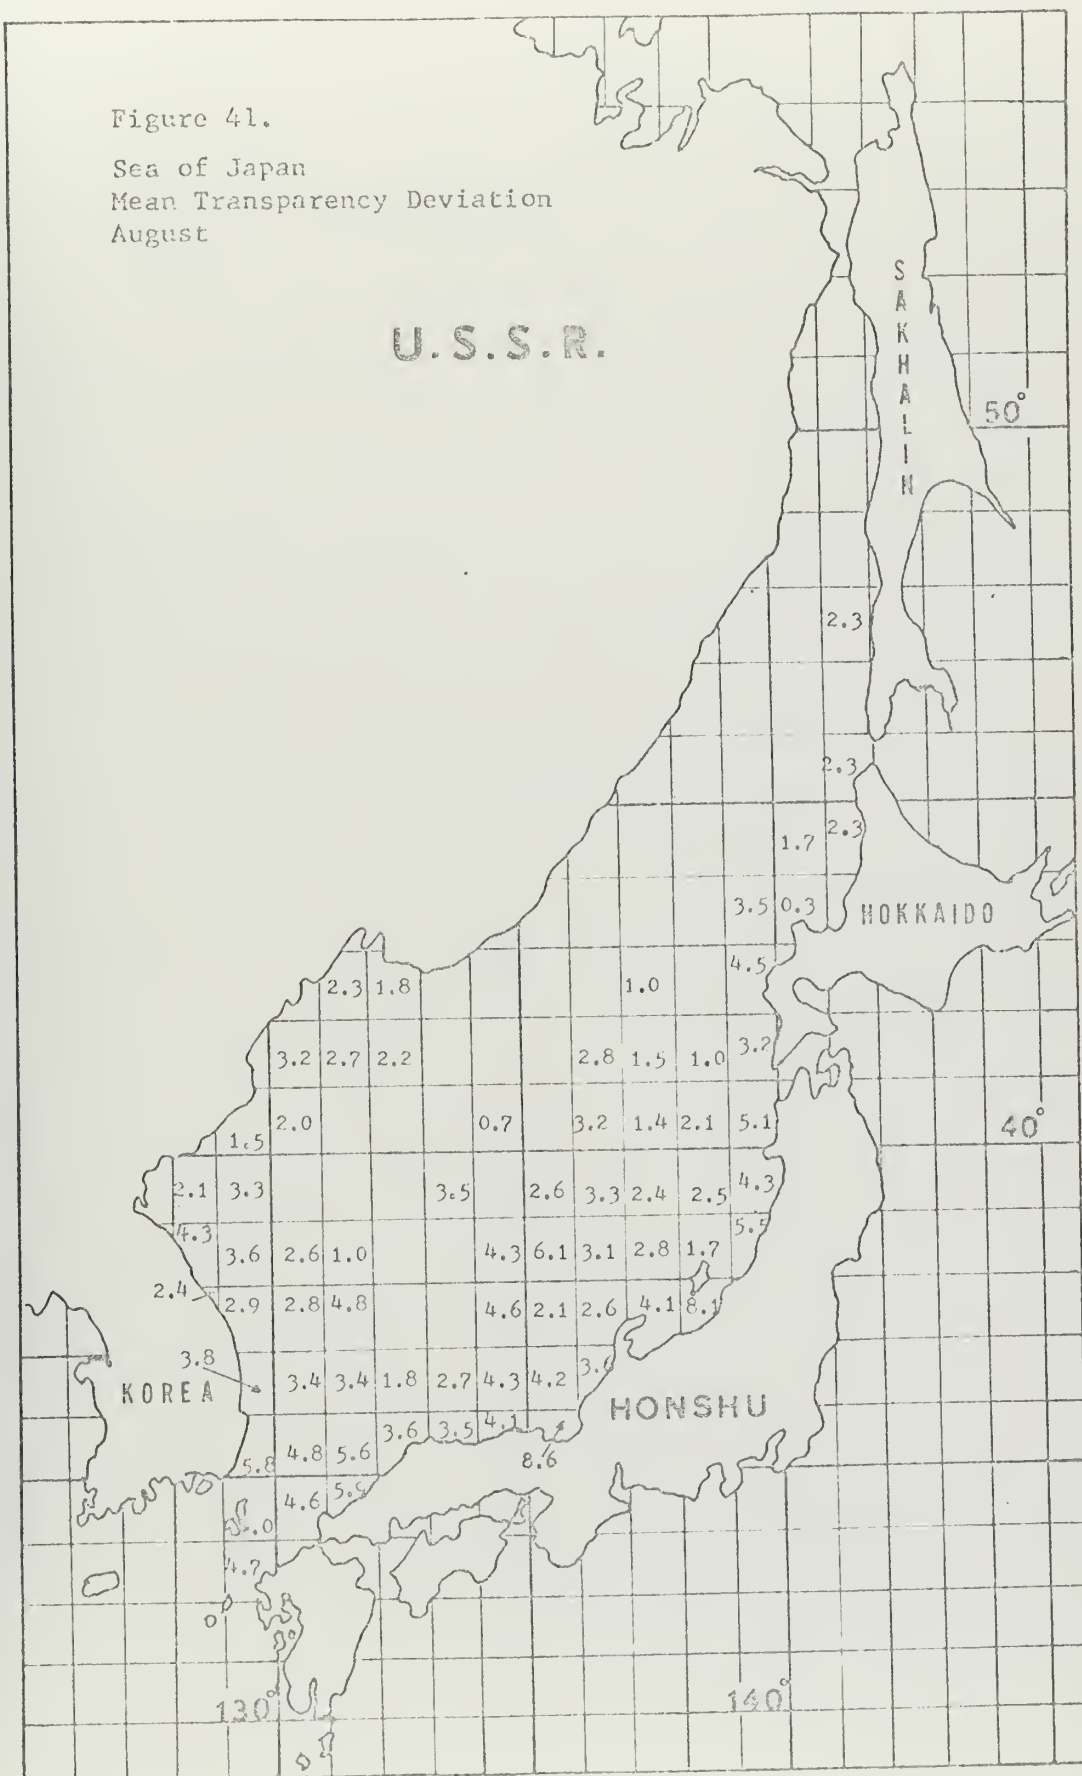 Figure 41.
Sea of Japan
Mean Transparency Deviation
August
U.S.S.R.
SAKHALIN
50°
2.3
2.3
1.7 2.3
3.5 0.3
HOKKAIDO
4.5
2.3 1.8 1.0
3.2 2.7 2.2 2.8 1.5 1.0 3.2
1.5 2.0 0.7 3.2 1.4 2.1 5.1
40°
2.1 3.3 3.5 2.6 3.3 2.4 2.5 4.3
4.3 3.6 2.6 1.0 4.3 6.1 3.1 2.8 1.7 5.5
2.4 2.9 2.8 4.8 4.6 2.1 2.6 4.1 8.1
3.8
KOREA
3.4 3.4 1.8 2.7 4.3 4.2
HONSHU
5.8 4.8 5.6 3.6 3.5 4.1
8.6
4.6
4.7
130°
140°